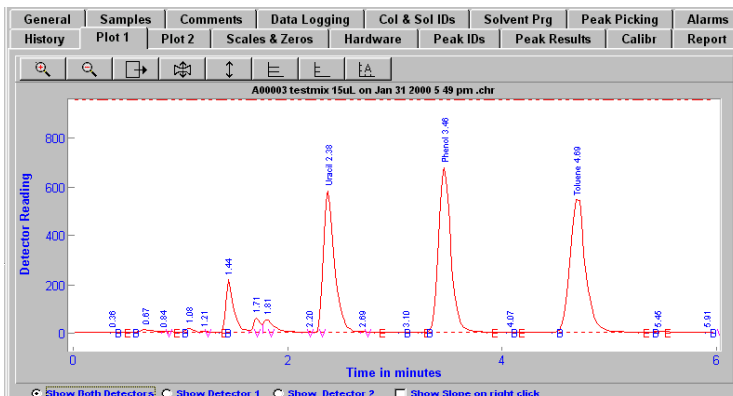 General Samples Comments Data Logging Col & Sol IDs Solvent Prg Peak Picking Alarms
History Plot 1 Plot 2 Scales & Zeros Hardware Peak IDs Peak Results Calibr Report
A00003 testmix 15uL on Jan 31 2000 5 49 pm .chr
Detector Reading
800
600
400
200
0
0.36 0.67 0.84 1.08 1.21 1.44 1.71 1.81 2.20 Uracil 2.38 2.69 3.10 Phenol 3.46 4.07 Toluene 4.69 5.45 5.91
0 2 4 6
Time in minutes
Show Both Detectors Show Detector 1 Show Detector 2 Show Slope on right click